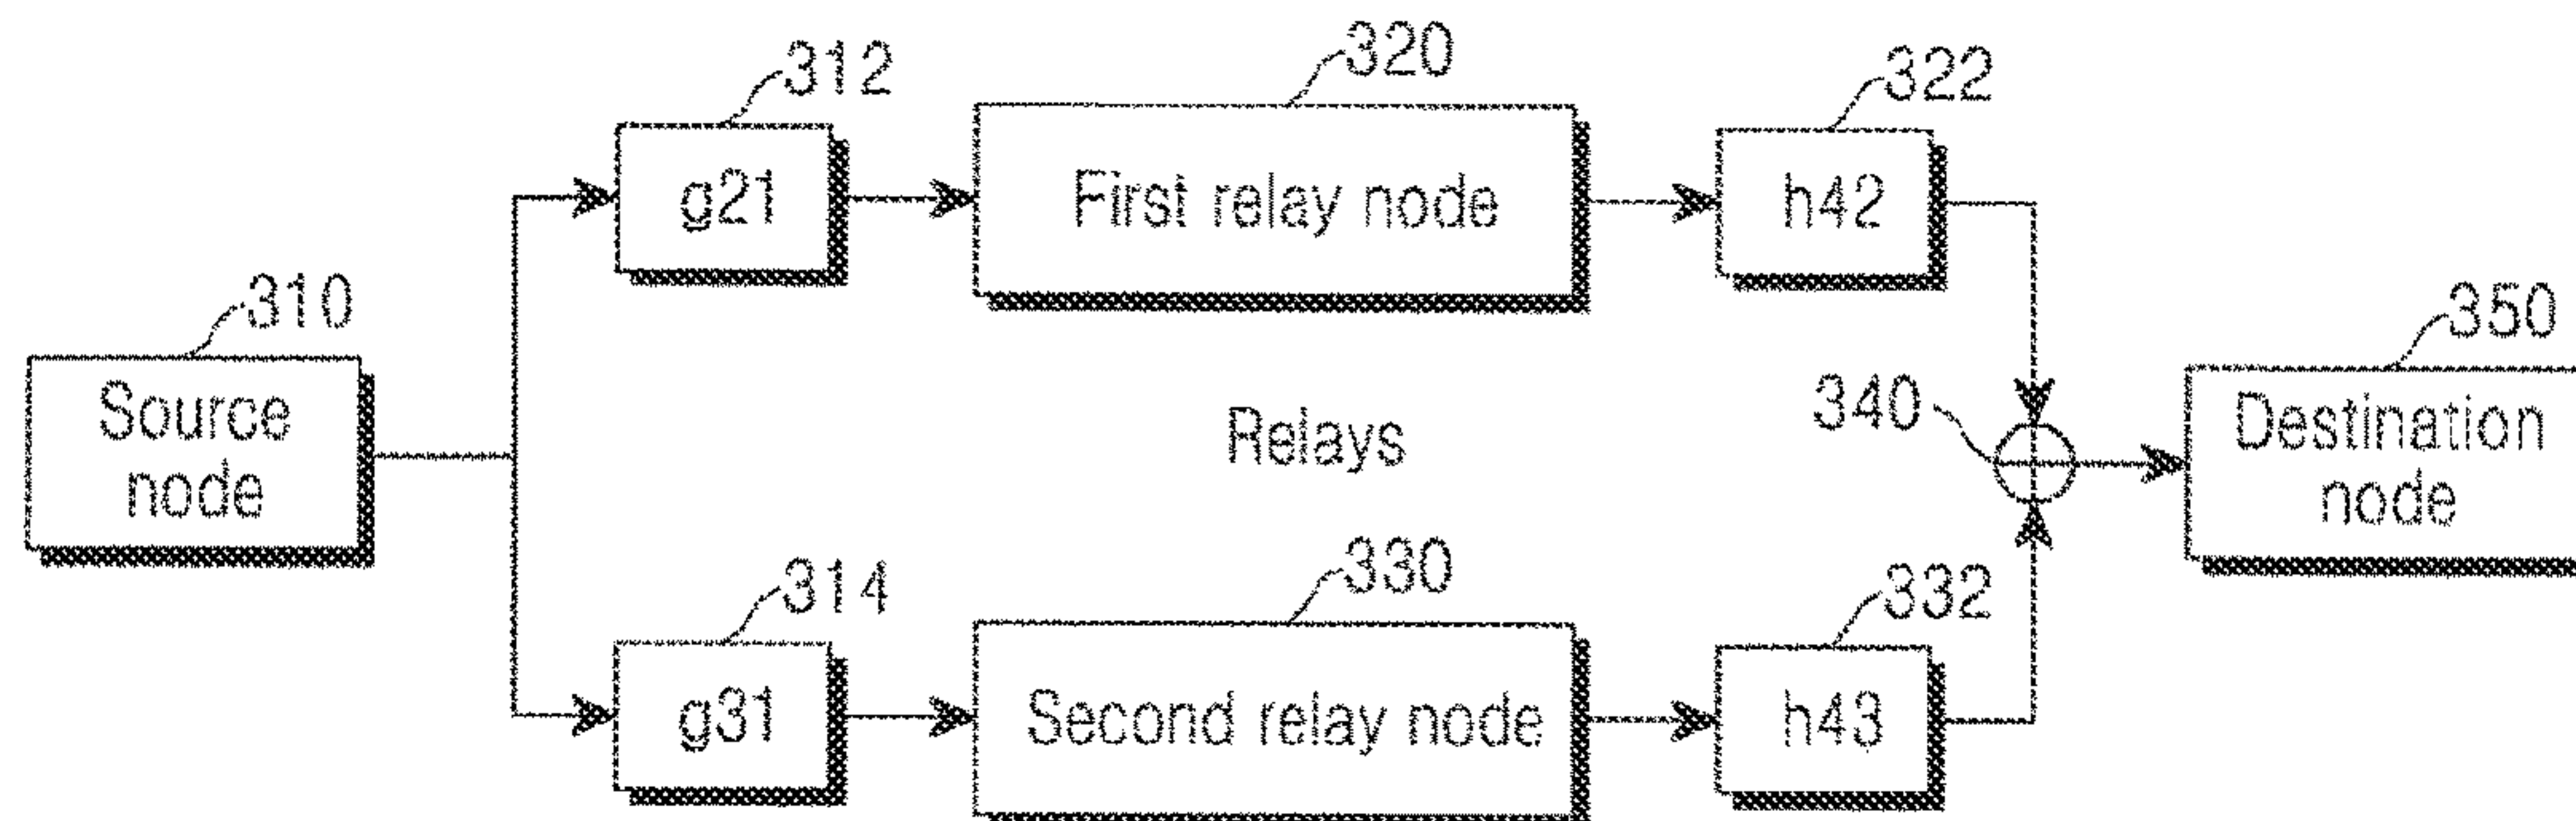 312
320
322
g21
First relay node
h42
310
Source
node
350
Destination
node
340
Relays
314
330
332
g31
Second relay node
h43